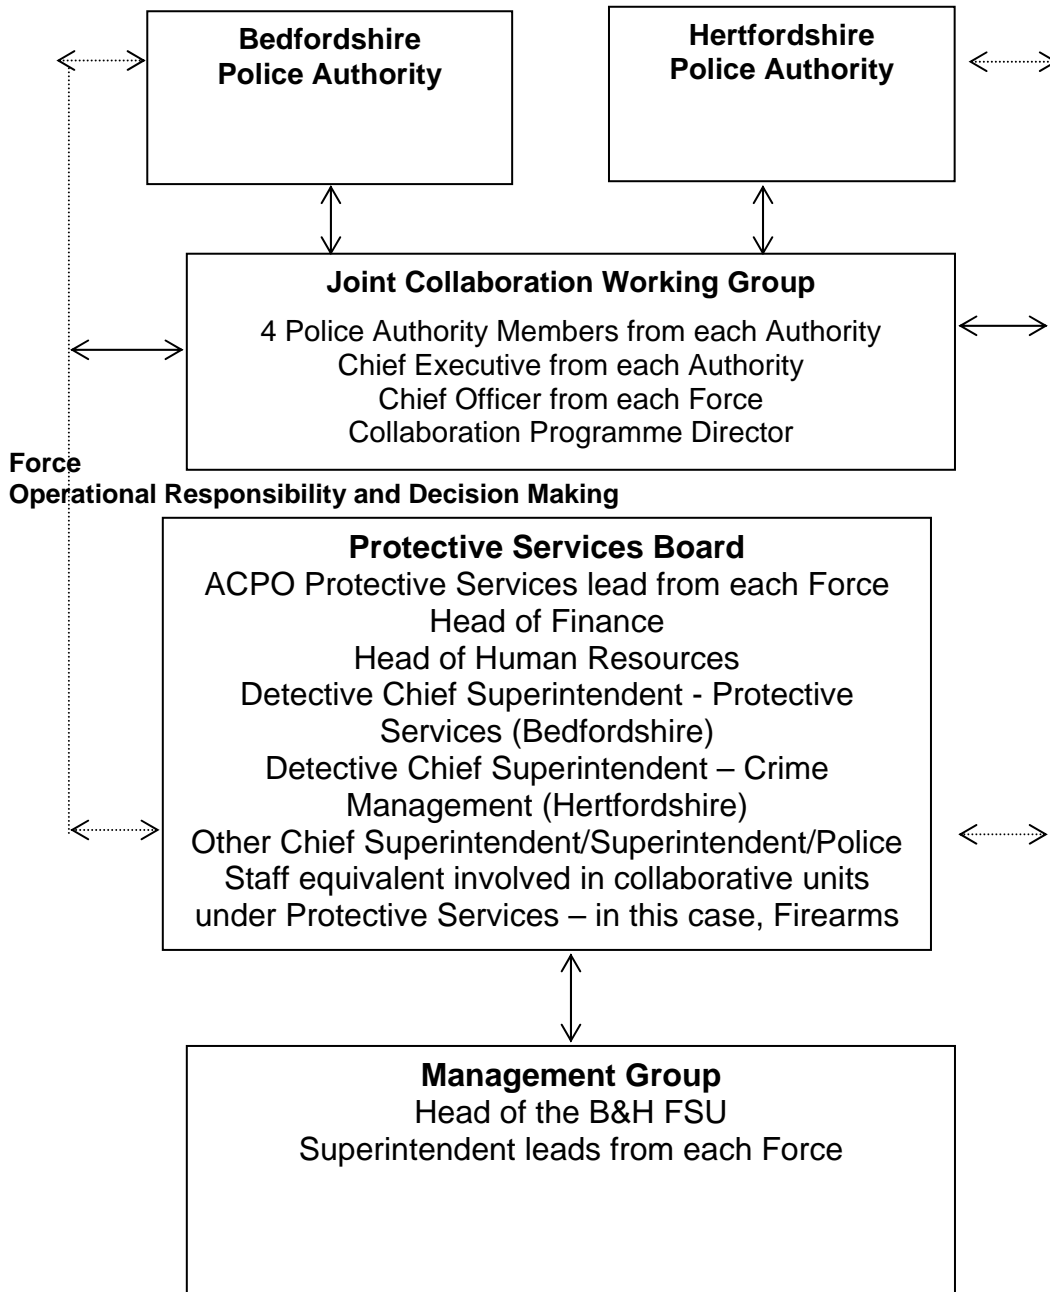 Bedfordshire
Police Authority
Hertfordshire
Police Authority
Joint Collaboration Working Group
4 Police Authority Members from each Authority
Chief Executive from each Authority
Chief Officer from each Force
Collaboration Programme Director
Force
Operational Responsibility and Decision Making
Protective Services Board
ACPO Protective Services lead from each Force
Head of Finance
Head of Human Resources
Detective Chief Superintendent - Protective
Services (Bedfordshire)
Detective Chief Superintendent – Crime
Management (Hertfordshire)
Other Chief Superintendent/Superintendent/Police
Staff equivalent involved in collaborative units
under Protective Services – in this case, Firearms
Management Group
Head of the B&H FSU
Superintendent leads from each Force